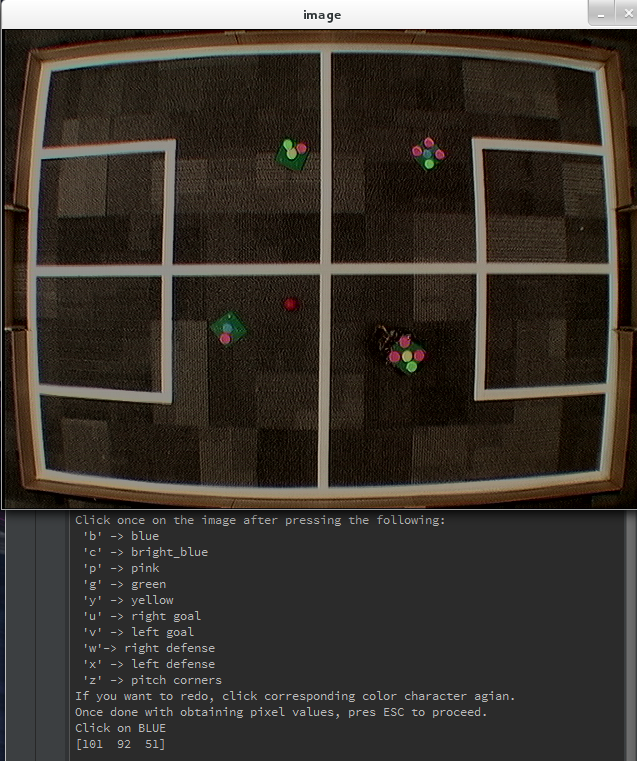 image
Click once on the image after pressing the following:
'b' -> blue
'c' -> bright_blue
'p' -> pink
'g' -> green
'y' -> yellow
'u' -> right goal
'v' -> left goal
'w'-> right defense
'x' -> left defense
'z' -> pitch corners
If you want to redo, click corresponding color character agian.
Once done with obtaining pixel values, pres ESC to proceed.
Click on BLUE
[101  92  51]